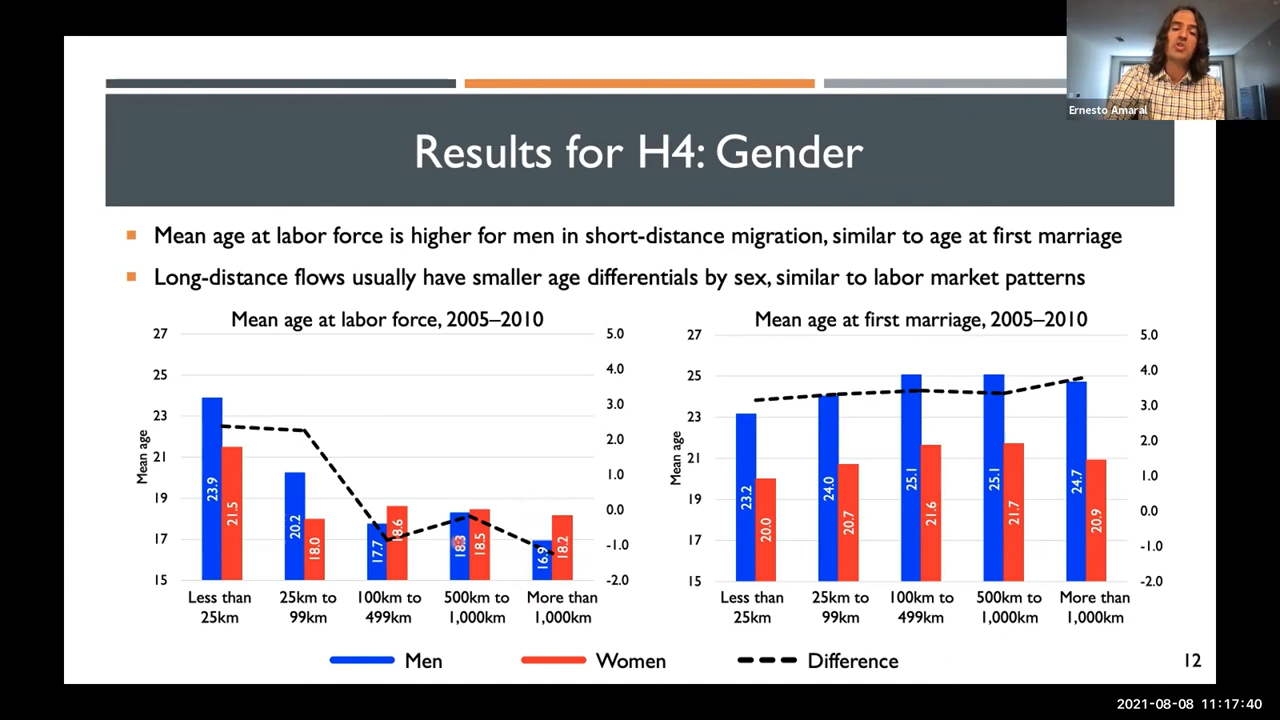 Ernesto Amaral
Results for H4: Gender
Mean age at labor force is higher for men in short-distance migration, similar to age at first marriage
Long-distance flows usually have smaller age differentials by sex, similar to labor market patterns
Mean age at labor force, 2005–2010
27
25
23
21
19
17
15
Mean age
5.0
4.0
3.0
2.0
1.0
0.0
-1.0
-2.0
23.9
21.5
20.2
18.0
17.7
18.6
18.3
18.5
16.9
18.2
Less than
25km
25km to
99km
100km to
499km
500km to
1,000km
More than
1,000km
Mean age at first marriage, 2005–2010
27
25
23
21
19
17
15
Mean age
5.0
4.0
3.0
2.0
1.0
0.0
-1.0
-2.0
23.2
20.0
24.0
20.7
25.1
21.6
25.1
21.7
24.7
20.9
Less than
25km
25km to
99km
100km to
499km
500km to
1,000km
More than
1,000km
Men
Women
Difference
12
2021-08-08 11:17:40